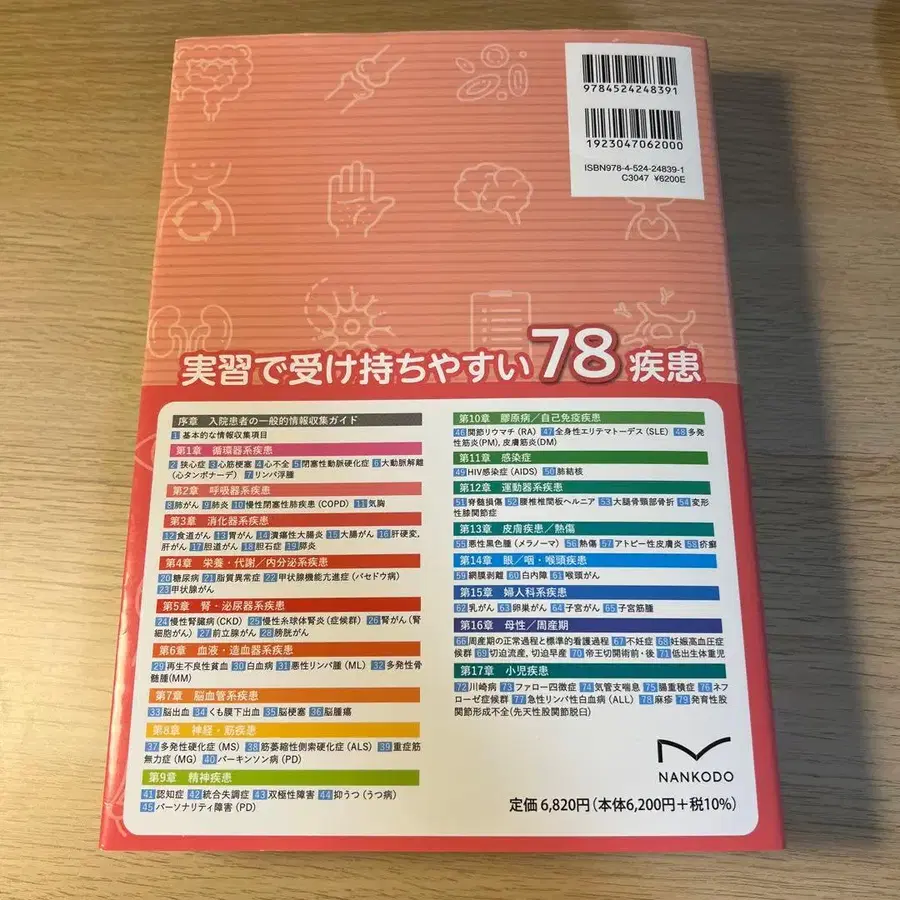 9784524248391
1923047062000
ISBN978-4-524-24839-1
C3047 ¥6200E
実習で受け持ちやすい78疾患
序章 入院患者の一般的情報収集ガイド
1 基本的な情報収集項目
第1章 循環器系疾患
2 狭心症 3 心筋梗塞 4 心不全 5 閉塞性動脈硬化症 6 大動脈解離
(心タンポナーデ) 7 リンパ浮腫
第2章 呼吸器系疾患
8 肺がん 9 肺炎 10 慢性閉塞性肺疾患(COPD) 11 気胸
第3章 消化器系疾患
12 食道がん 13 胃がん 14 潰瘍性大腸炎 15 大腸がん 16 肝硬変,
肝がん 17 胆道がん 18 胆石症 19 膵炎
第4章 栄養・代謝/内分泌系疾患
20 糖尿病 21 脂質異常症 22 甲状腺機能亢進症(バセドウ病)
23 甲状腺がん
第5章 腎・泌尿器系疾患
24 慢性腎臓病(CKD) 25 慢性糸球体腎炎(症候群) 26 腎がん(腎
細胞がん) 27 前立腺がん 28 膀胱がん
第6章 血液・造血器系疾患
29 再生不良性貧血 30 白血病 31 悪性リンパ腫(ML) 32 多発性骨
髄腫(MM)
第7章 脳血管系疾患
33 脳出血 34 くも膜下出血 35 脳梗塞 36 脳腫瘍
第8章 神経・筋疾患
37 多発性硬化症(MS) 38 筋萎縮性側索硬化症(ALS) 39 重症筋
無力症(MG) 40 パーキンソン病(PD)
第9章 精神疾患
41 認知症 42 統合失調症 43 双極性障害 44 抑うつ(うつ病)
45 パーソナリティ障害(PD)
第10章 膠原病/自己免疫疾患
46 関節リウマチ(RA) 47 全身性エリテマトーデス(SLE) 48 多発
性筋炎(PM), 皮膚筋炎(DM)
第11章 感染症
49 HIV感染症(AIDS) 50 肺結核
第12章 運動器系疾患
51 脊髄損傷 52 腰椎椎間板ヘルニア 53 大腿骨頸部骨折 54 変形
性膝関節症
第13章 皮膚疾患/熱傷
55 悪性黒色腫(メラノーマ) 56 熱傷 57 アトピー性皮膚炎 58 疥癬
第14章 眼/咽・喉頭疾患
59 網膜剥離 60 白内障 61 喉頭がん
第15章 婦人科系疾患
62 乳がん 63 卵巣がん 64 子宮がん 65 子宮筋腫
第16章 母性/周産期
66 周産期の正常過程と標準的看護過程 67 不妊症 68 妊娠高血圧症
候群 69 切迫流産, 切迫早産 70 帝王切開術前・後 71 低出生体重児
第17章 小児疾患
72 川崎病 73 ファロー四徴症 74 気管支喘息 75 腸重積症 76 ネフ
ローゼ症候群 77 急性リンパ性白血病(ALL) 78 麻疹 79 発育性股
関節形成不全(先天性股関節脱臼)
NANKODO
定価6,820円(本体6,200円+税10%)